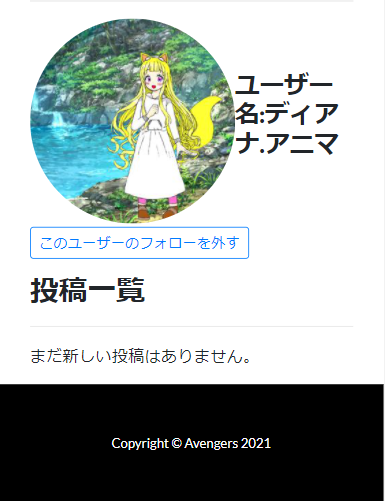 ユーザー
名:ディア
ナ.アニマ
このユーザーのフォローを外す
投稿一覧
まだ新しい投稿はありません。
Copyright © Avengers 2021